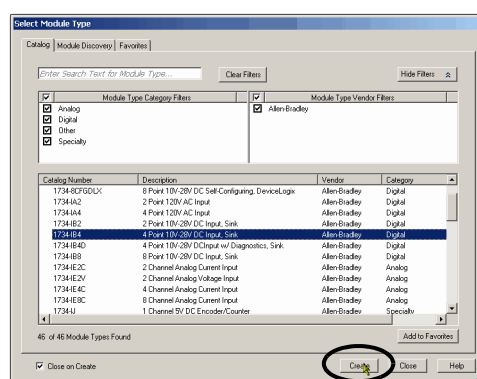 Select Module Type
Catalog Module Discovery Favorites
Enter Search Text for Module Type... Clear Filters Hide Filters
Module Type Category Filters Module Type Vendor Filters
Analog Allen-Bradley
Digital
Other
Specialty
Catalog Number Description Vendor Category
1734-8CFGDLX 8 Point 10V-28V DC Self-Configuring, DeviceLogix Allen-Bradley Digital
1734-IA2 2 Point 120V AC Input Allen-Bradley Digital
1734-IA4 4 Point 120V AC Input Allen-Bradley Digital
1734-IB2 2 Point 10V-28V DC Input, Sink Allen-Bradley Digital
1734-IB4 4 Point 10V-28V DC Input, Sink Allen-Bradley Digital
1734-IB4D 4 Point 10V-28V DCInput w/ Diagnostics, Sink Allen-Bradley Digital
1734-IB8 8 Point 10V-28V DC Input, Sink Allen-Bradley Digital
1734-IE2C 2 Channel Analog Current Input Allen-Bradley Analog
1734-IE2V 2 Channel Analog Voltage Input Allen-Bradley Analog
1734-IE4C 4 Channel Analog Current Input Allen-Bradley Analog
1734-IE8C 8 Channel Analog Current Input Allen-Bradley Analog
1734-IJ 1 Channel 5V DC Encoder/Counter Allen-Bradley Specialty
46 of 46 Module Types Found Add to Favorites
Close on Create Create Close Help